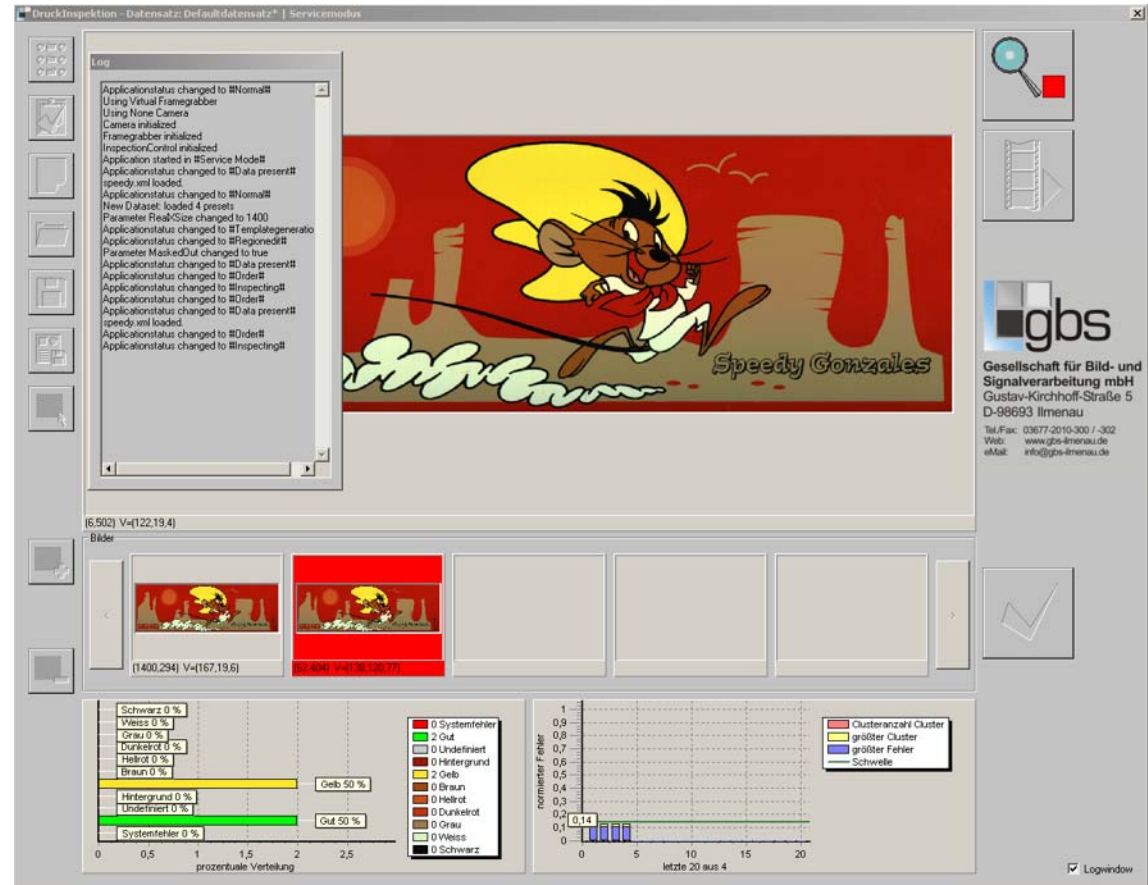 DruckInspektion - Datensatz: Defaultdatensatz* | Servicemodus
Log
Applicationstatus changed to #Normal#
Using Virtual Framegrabber
Using None Camera
Camera initialized
Framegrabber initialized
InspectionControl initialized
Application started in #Service Mode#
Applicationstatus changed to #Data present#
speedy.xml loaded.
Applicationstatus changed to #Normal#
New Dataset: loaded 4 presets
Parameter RealXSize changed to 1400
Applicationstatus changed to #Templategeneratio
Applicationstatus changed to #Regionedit#
Parameter MaskedOut changed to true
Applicationstatus changed to #Data present#
Applicationstatus changed to #Order#
Applicationstatus changed to #Inspecting#
Applicationstatus changed to #Order#
Applicationstatus changed to #Data present#
speedy.xml loaded.
Applicationstatus changed to #Order#
Applicationstatus changed to #Inspecting#
Speedy Gonzales
gbs
Gesellschaft für Bild- und
Signalverarbeitung mbH
Gustav-Kirchhoff-Straße 5
D-98693 Ilmenau
Tel./Fax: 03677-2010-300 / -302
Web: www.gbs-ilmenau.de
eMail: info@gbs-ilmenau.de
(6,502) V=(122,19,4)
Bilder
(1400,294) V=(167,19,6)
(52,404) V=(138,120,77)
Schwarz 0 %
Weiss 0 %
Grau 0 %
Dunkelrot 0 %
Hellrot 0 %
Braun 0 %
Gelb 50 %
Hintergrund 0 %
Undefiniert 0 %
Gut 50 %
Systemfehler 0 %
0 0,5 1 1,5 2 2,5
prozentuale Verteilung
0 Systemfehler
2 Gut
0 Undefiniert
0 Hintergrund
2 Gelb
0 Braun
0 Hellrot
0 Dunkelrot
0 Grau
0 Weiss
0 Schwarz
normierter Fehler
1
0,9
0,8
0,7
0,6
0,5
0,4
0,3
0,2
0,1
0
0,14
0 5 10 15 20
letzte 20 aus 4
Clusteranzahl Cluster
größter Cluster
größter Fehler
Schwelle
Logwindow